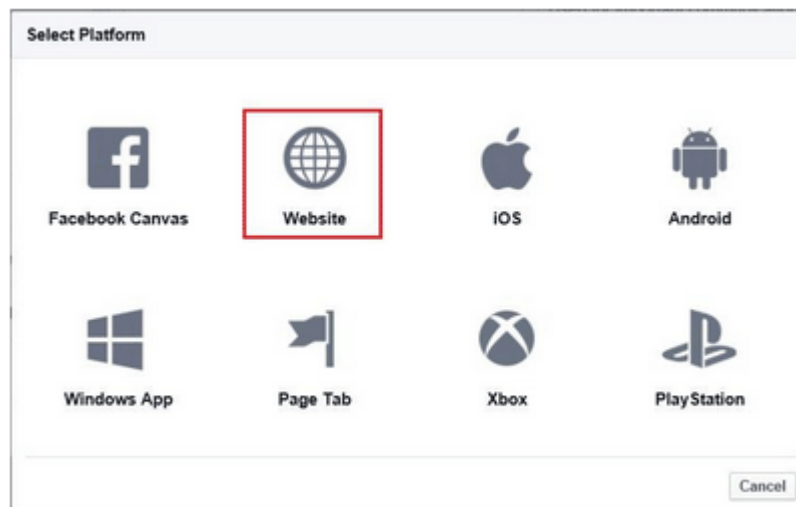 Select Platform
Facebook Canvas
Website
iOS
Android
Windows App
Page Tab
Xbox
PlayStation
Cancel